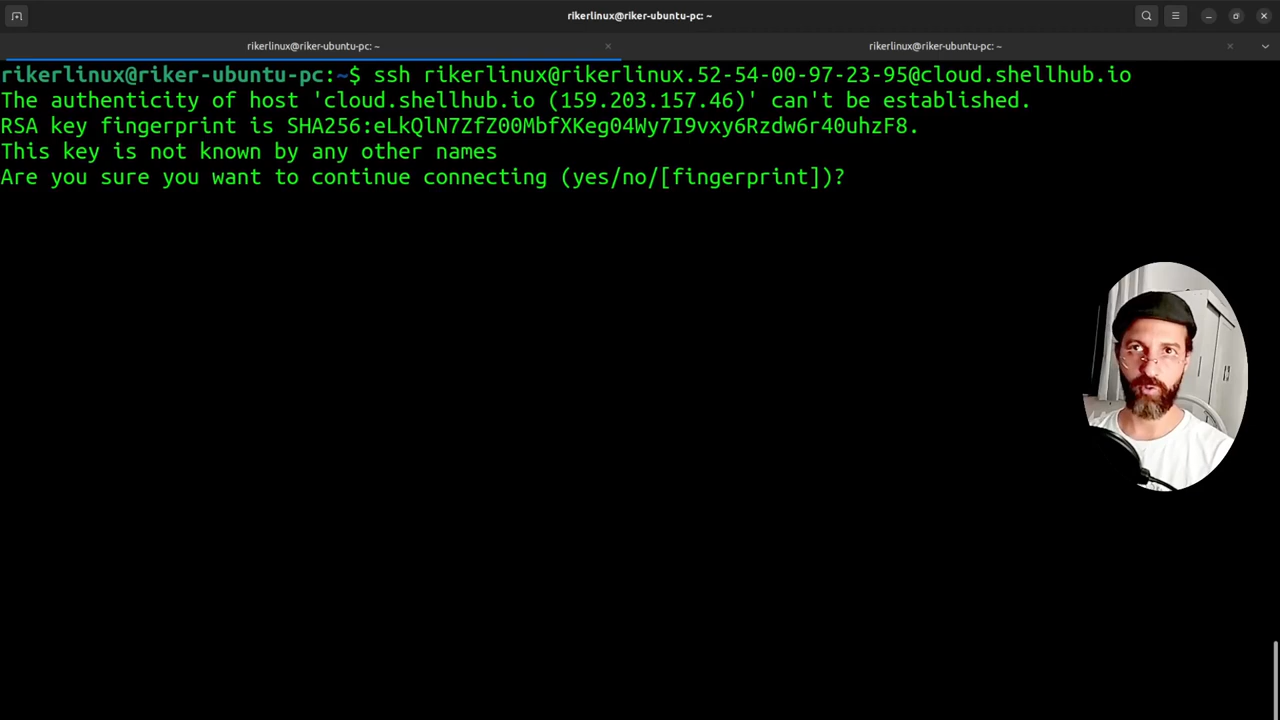 rikerlinux@riker-ubuntu-pc: ~
rikerlinux@riker-ubuntu-pc: ~
rikerlinux@riker-ubuntu-pc: ~
rikerlinux@riker-ubuntu-pc:~$ ssh rikerlinux@rikerlinux.52-54-00-97-23-95@cloud.shellhub.io
The authenticity of host 'cloud.shellhub.io (159.203.157.46)' can't be established.
RSA key fingerprint is SHA256:eLkQlN7ZfZ00MbfXKeg04Wy7I9vxy6Rzdw6r40uhzF8.
This key is not known by any other names
Are you sure you want to continue connecting (yes/no/[fingerprint])?